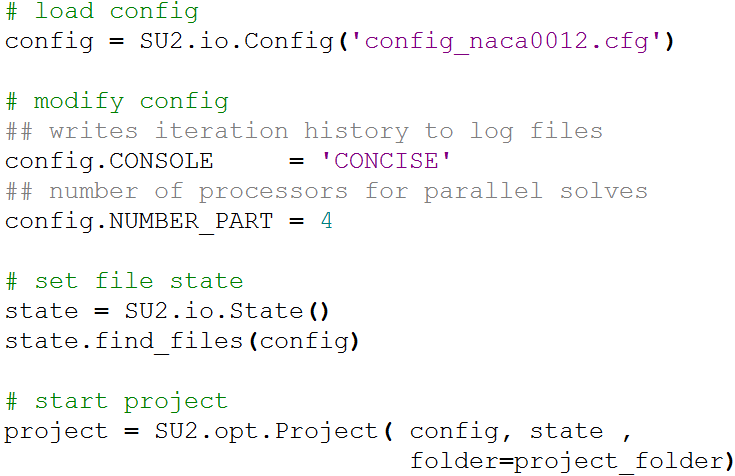 # load config
config = SU2.io.Config('config_naca0012.cfg')
# modify config
## writes iteration history to log files
config.CONSOLE     = 'CONCISE'
## number of processors for parallel solves
config.NUMBER_PART = 4
# set file state
state = SU2.io.State()
state.find_files(config)
# start project
project = SU2.opt.Project( config, state ,
                           folder=project_folder)